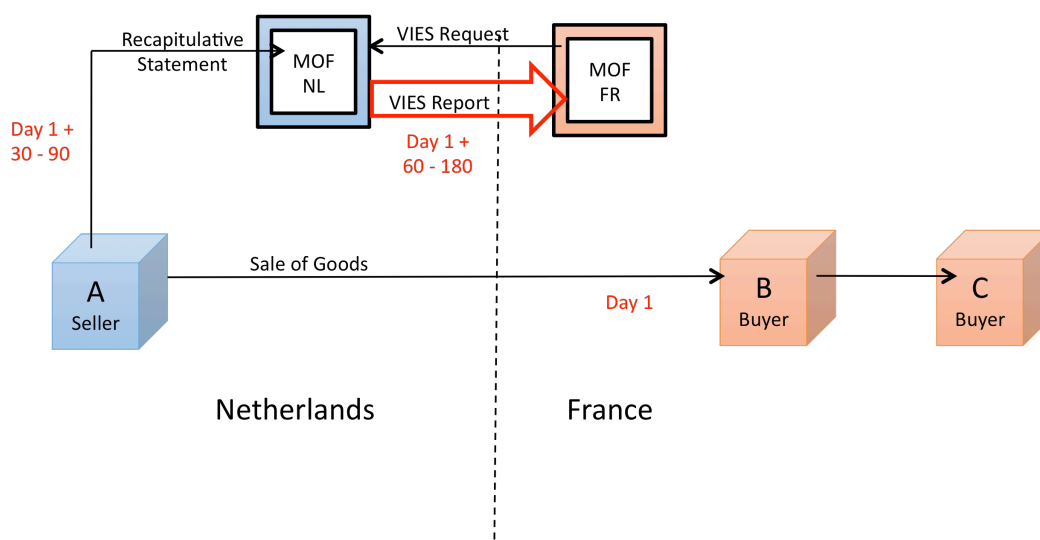 Recapitulative
Statement
MOF
NL
VIES Request
MOF
FR
VIES Report
Day 1 +
30 - 90
Day 1 +
60 - 180
A
Seller
Sale of Goods
Day 1
B
Buyer
C
Buyer
Netherlands
France